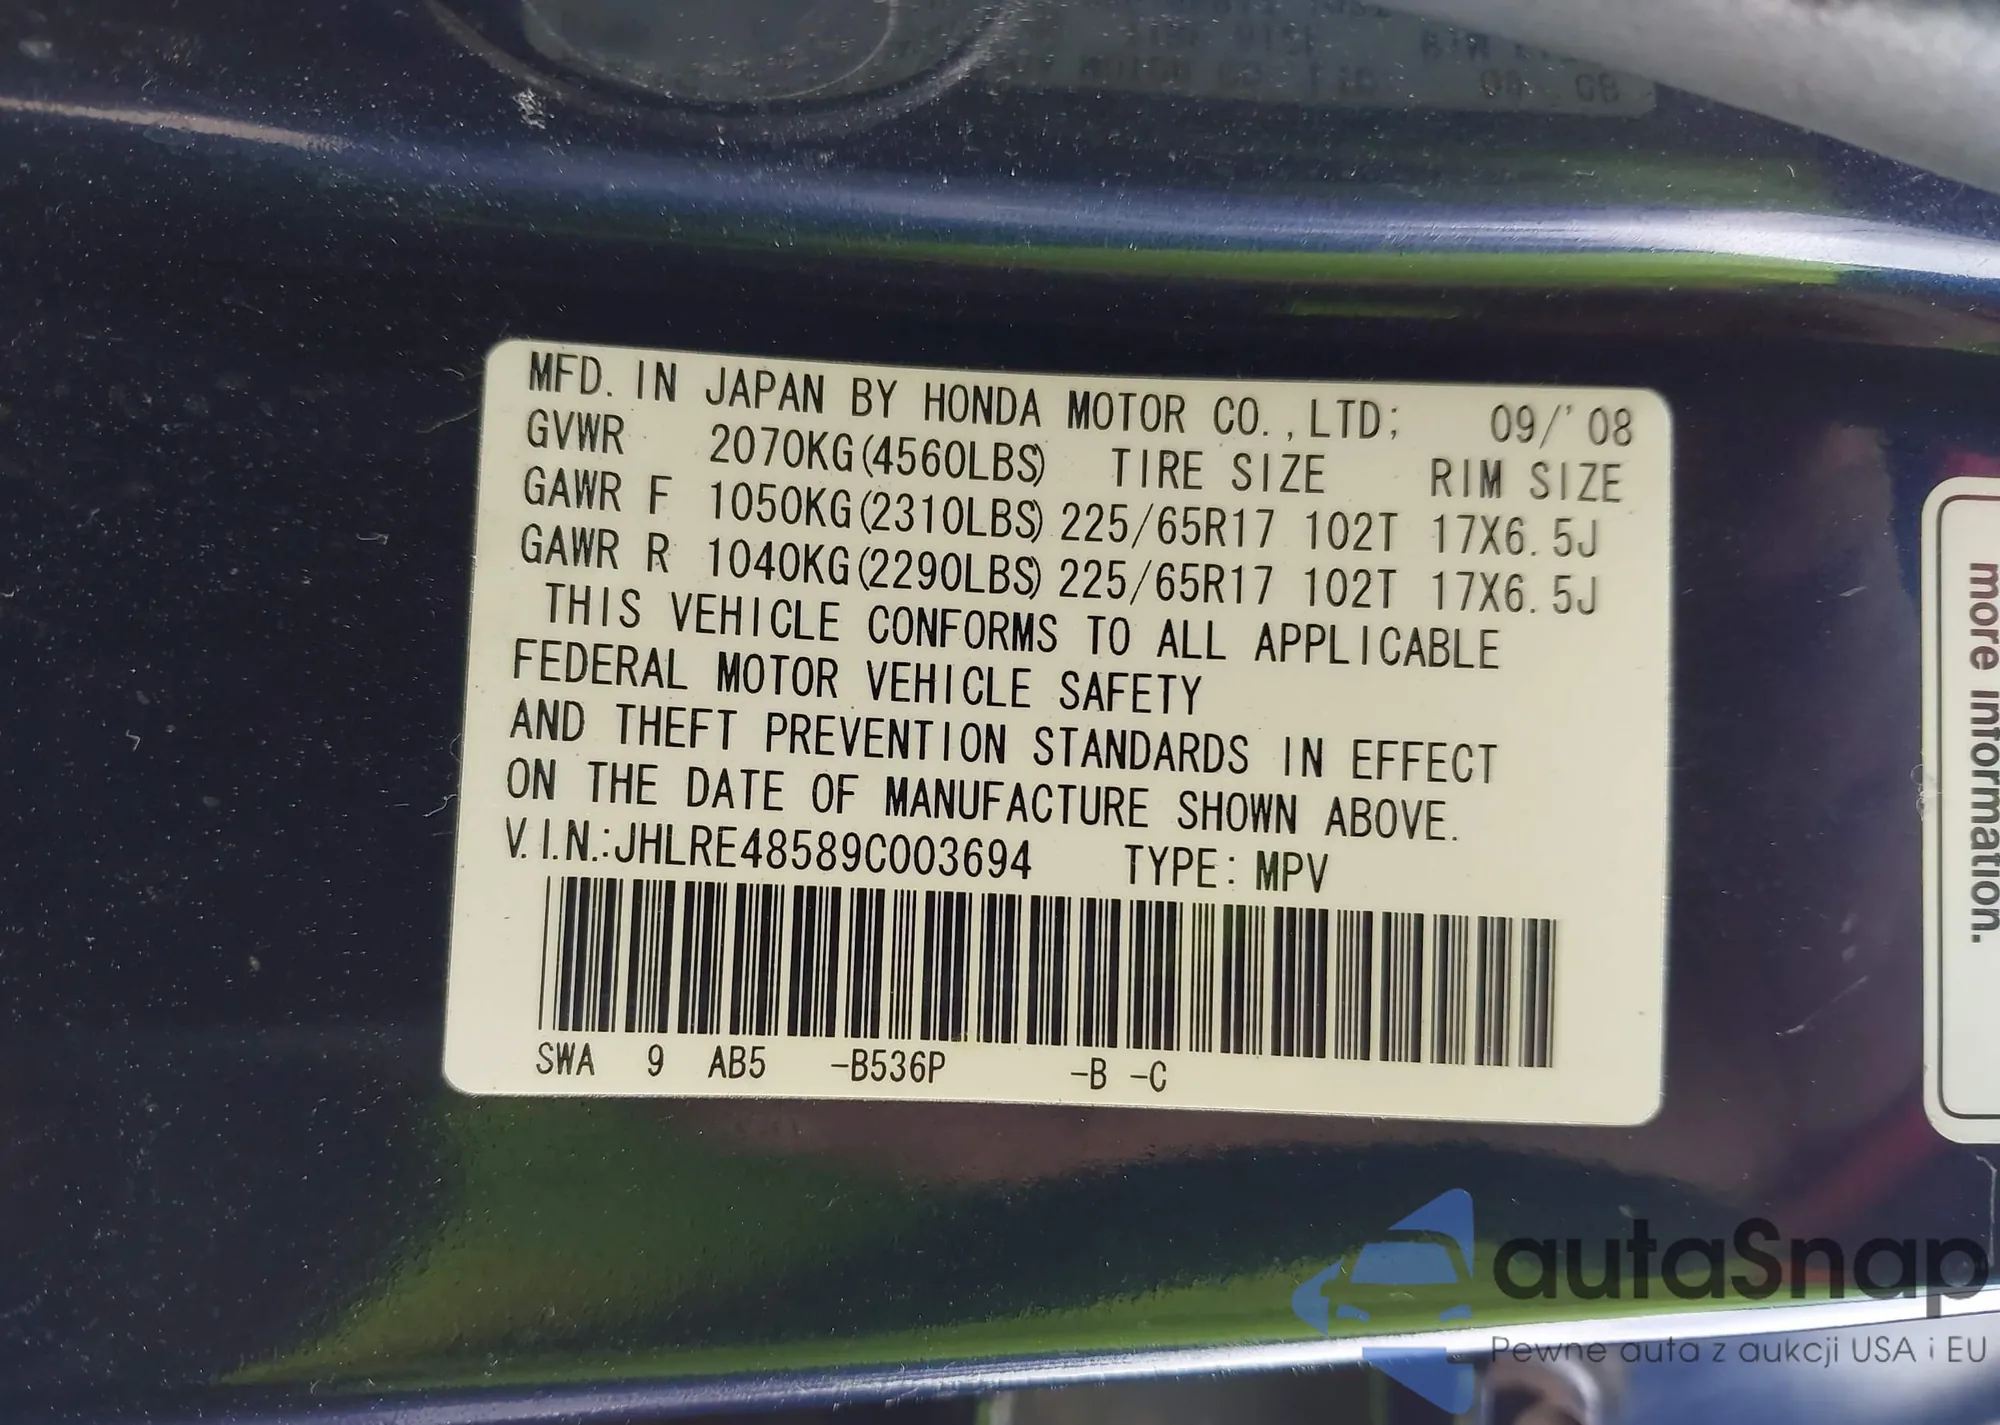 MFD. IN JAPAN BY HONDA MOTOR CO., LTD; 09/'08
GVWR 2070KG(4560LBS) TIRE SIZE RIM SIZE
GAWR F 1050KG(2310LBS) 225/65R17 102T 17X6.5J
GAWR R 1040KG(2290LBS) 225/65R17 102T 17X6.5J
THIS VEHICLE CONFORMS TO ALL APPLICABLE
FEDERAL MOTOR VEHICLE SAFETY
AND THEFT PREVENTION STANDARDS IN EFFECT
ON THE DATE OF MANUFACTURE SHOWN ABOVE.
V.I.N.:JHLRE48589C003694 TYPE: MPV
SWA 9 AB5 -B536P -B -C
more information.
autaSnap
Pewne auta z aukcji USA i EU